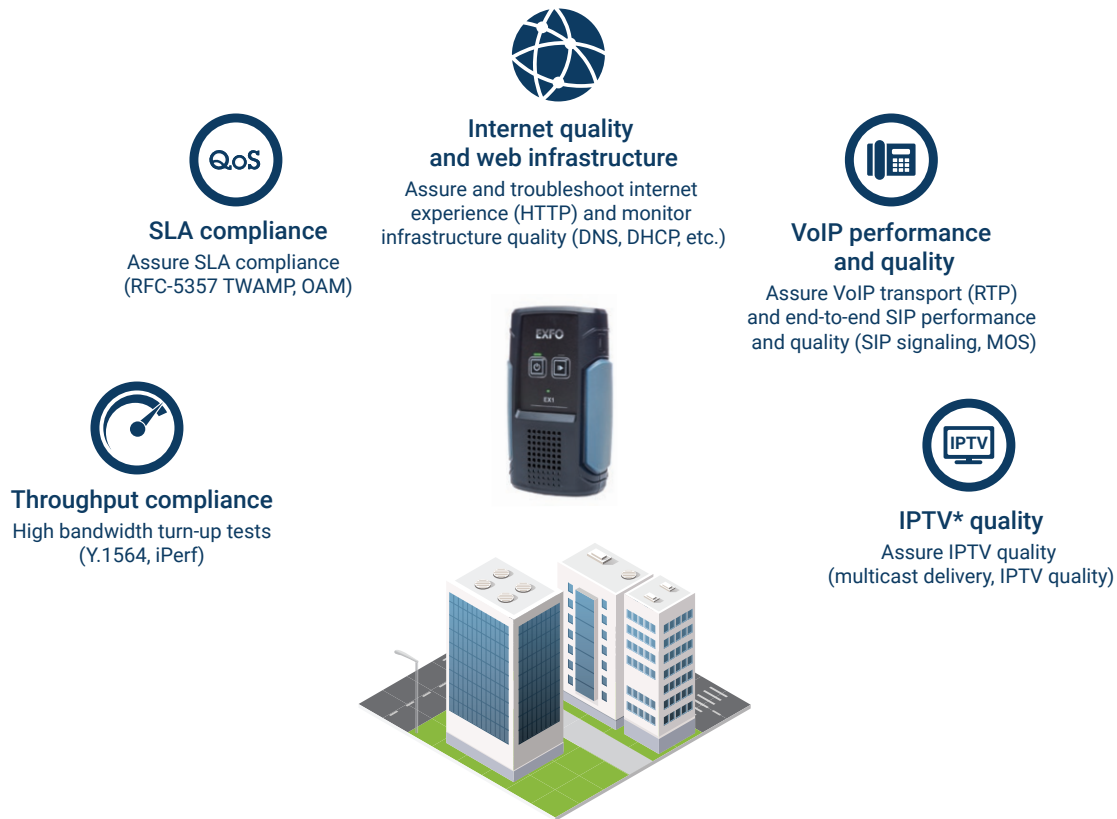 Internet quality
and web infrastructure
Assure and troubleshoot internet
experience (HTTP) and monitor
infrastructure quality (DNS, DHCP, etc.)
QoS
SLA compliance
Assure SLA compliance
(RFC-5357 TWAMP, OAM)
VoIP performance
and quality
Assure VoIP transport (RTP)
and end-to-end SIP performance
and quality (SIP signaling, MOS)
EXFO
EX1
Throughput compliance
High bandwidth turn-up tests
(Y.1564, iPerf)
IPTV
IPTV* quality
Assure IPTV quality
(multicast delivery, IPTV quality)